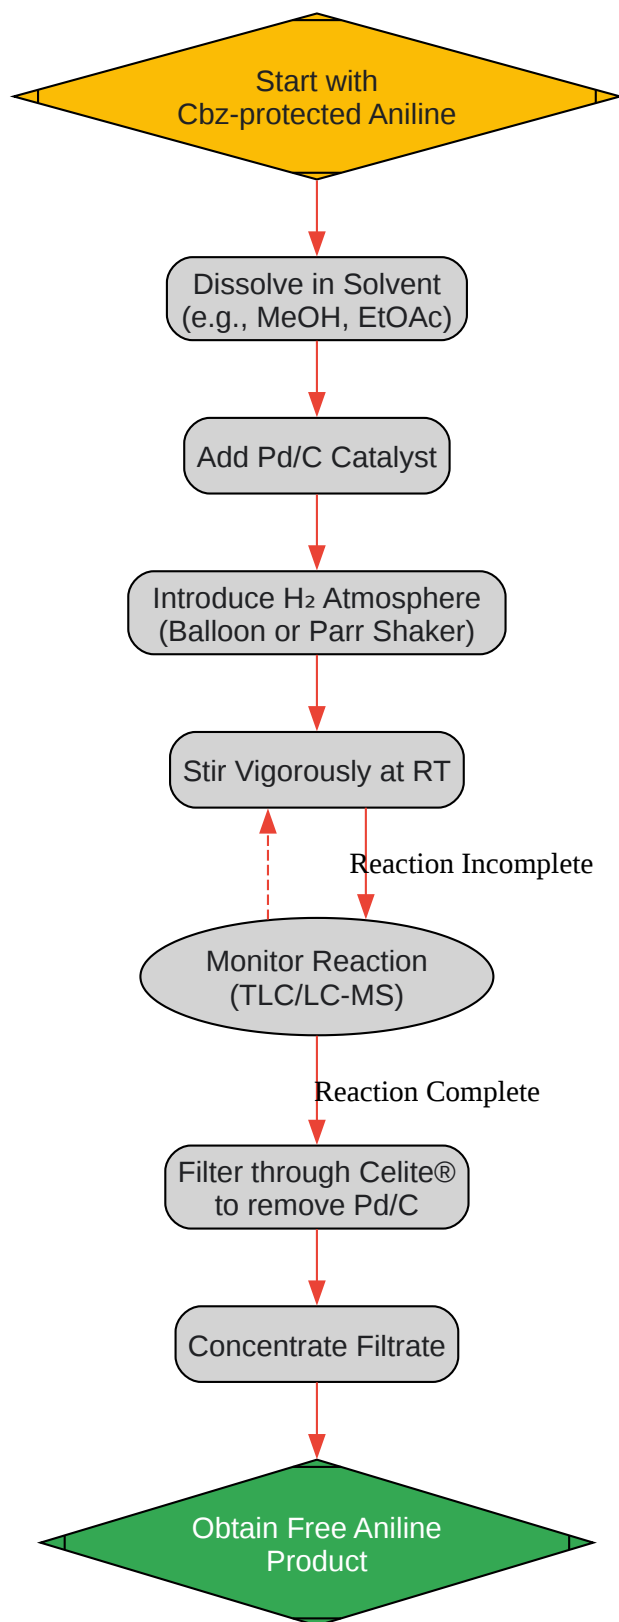 Start with
Cbz-protected Aniline
Dissolve in Solvent
(e.g., MeOH, EtOAc)
Add Pd/C Catalyst
Introduce H₂ Atmosphere
(Balloon or Parr Shaker)
Stir Vigorously at RT
Reaction Incomplete
Monitor Reaction
(TLC/LC-MS)
Reaction Complete
Filter through Celite®
to remove Pd/C
Concentrate Filtrate
Obtain Free Aniline
Product